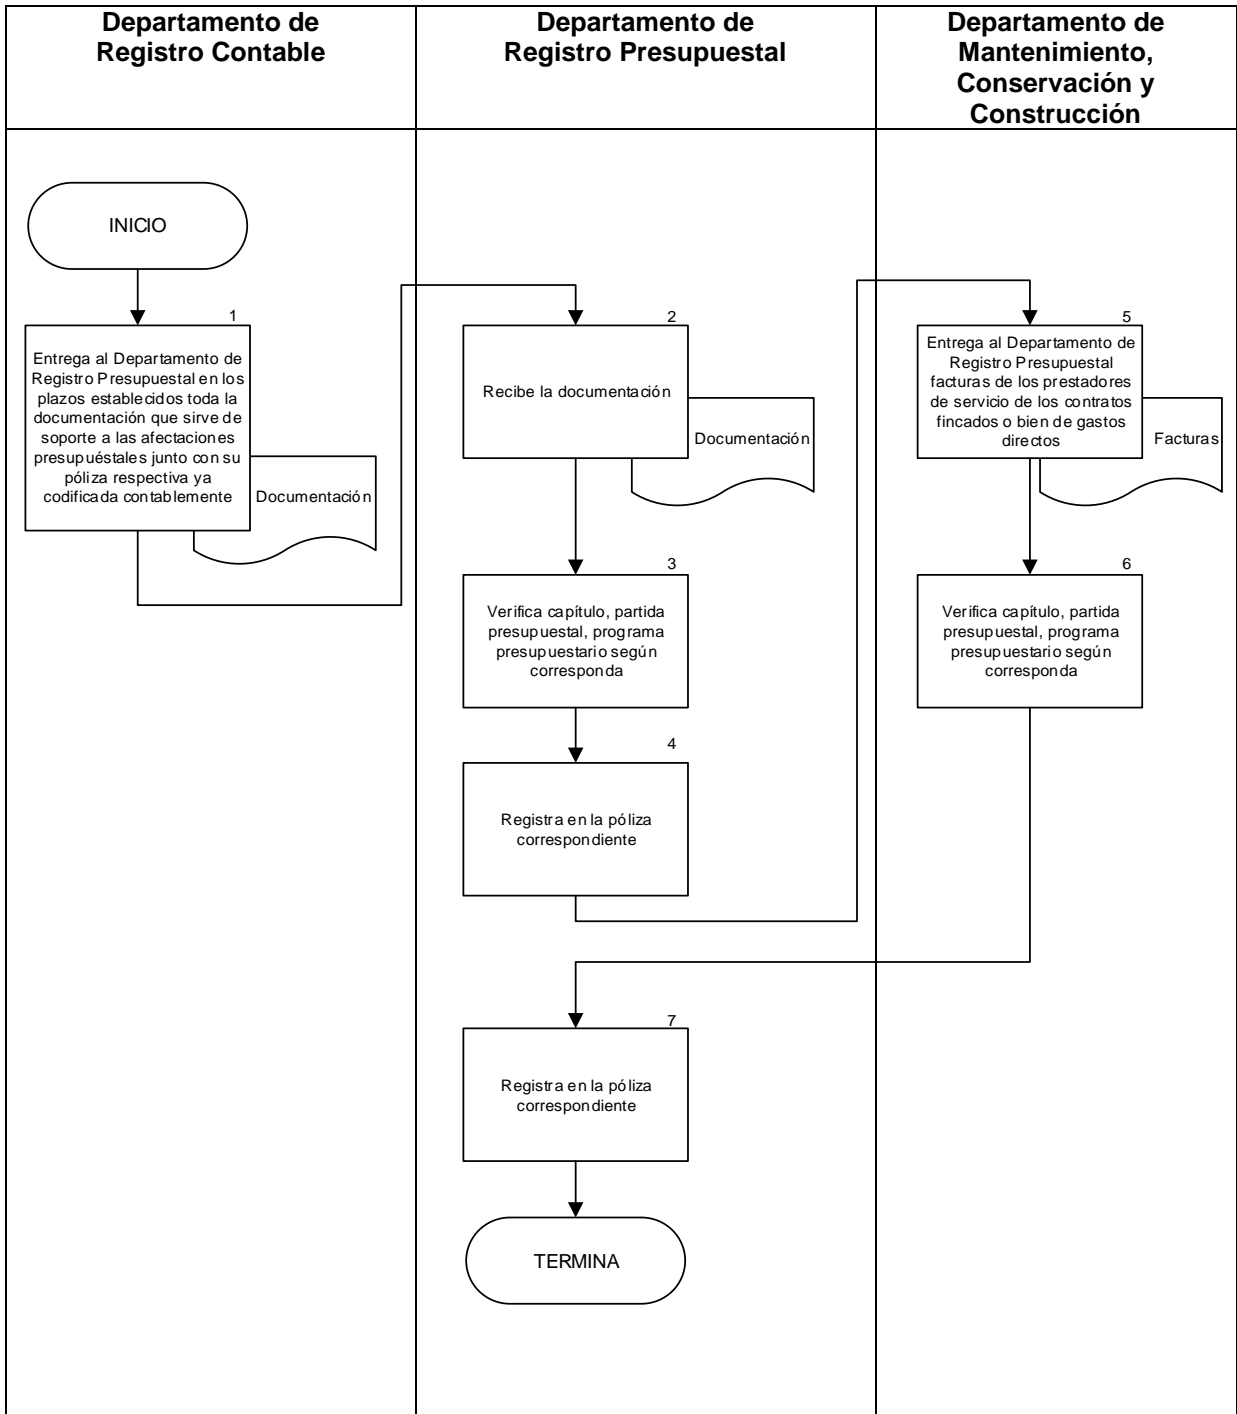 Departamento de
Registro Contable
Departamento de
Registro Presupuestal
Departamento de
Mantenimiento,
Conservación y
Construcción
INICIO
1
Entrega al Departamento de
Registro Presupuestal en los
plazos establecidos toda la
documentación que sirve de
soporte a las afectaciones
presupuéstales junto con su
póliza respectiva ya
codificada contablemente
Documentación
2
Recibe la documentación
Documentación
3
Verifica capítulo, partida
presupuestal, programa
presupuestario según
corresponda
4
Registra en la póliza
correspondiente
5
Entrega al Departamento de
Registro Presupuestal
facturas de los prestadores
de servicio de los contratos
fincados o bien de gastos
directos
Facturas
6
Verifica capítulo, partida
presupuestal, programa
presupuestario según
corresponda
7
Registra en la póliza
correspondiente
TERMINA